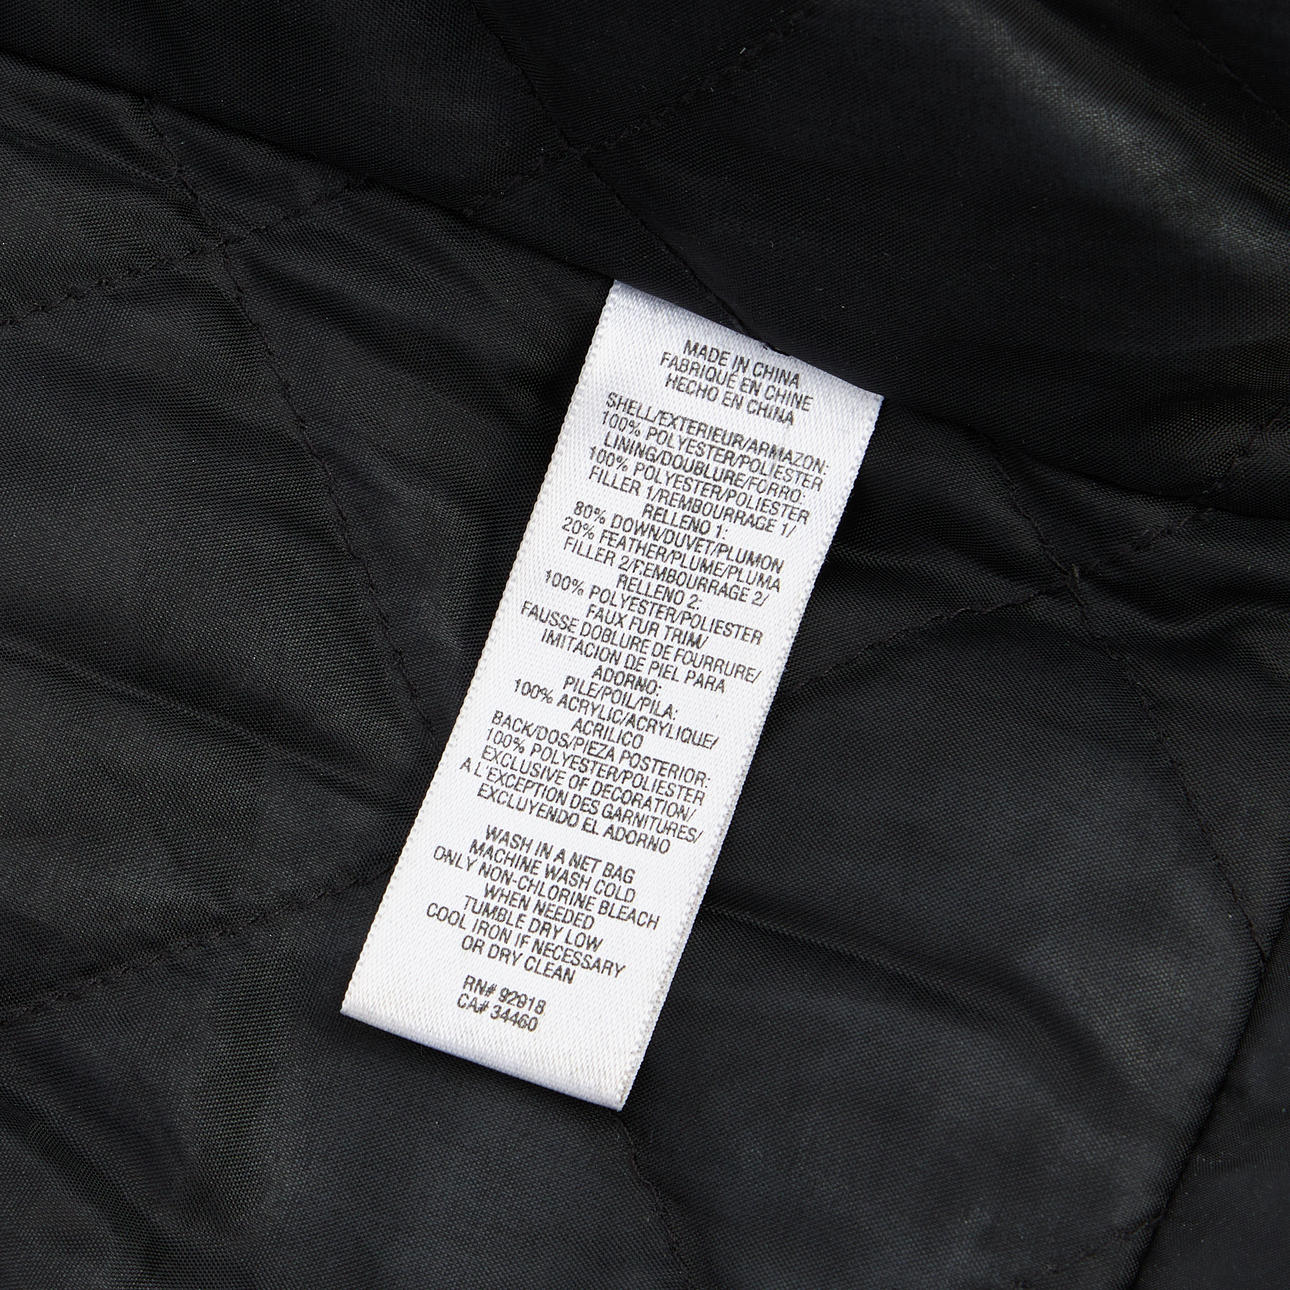 MADE IN CHINA
FABRIQUÉ EN CHINE
HECHO EN CHINA
SHELL/EXTERIEUR/ARMAZON:
100% POLYESTER/POLIESTER
LINING/DOUBLURE/FORRO:
100% POLYESTER/POLIESTER
FILLER 1/REMBOURRAGE 1/
RELLENO 1:
80% DOWN/DUVET/PLUMON
20% FEATHER/PLUME/PLUMA
FILLER 2/REMBOURRAGE 2/
RELLENO 2:
100% POLYESTER/POLIESTER
FAUX FUR TRIM/
FAUSSE DOBLURE DE FOURRURE/
IMITACION DE PIEL PARA
ADORNO:
PILE/POIL/PILA:
100% ACRYLIC/ACRYLIQUE/
ACRILICO
BACK/DOS/PIEZA POSTERIOR:
100% POLYESTER/POLIESTER
EXCLUSIVE OF DECORATION/
A L'EXCEPTION DES GARNITURES/
EXCLUYENDO EL ADORNO
WASH IN A NET BAG
MACHINE WASH COLD
ONLY NON-CHLORINE BLEACH
WHEN NEEDED
TUMBLE DRY LOW
COOL IRON IF NECESSARY
OR DRY CLEAN
RN# 92918
CA# 34460